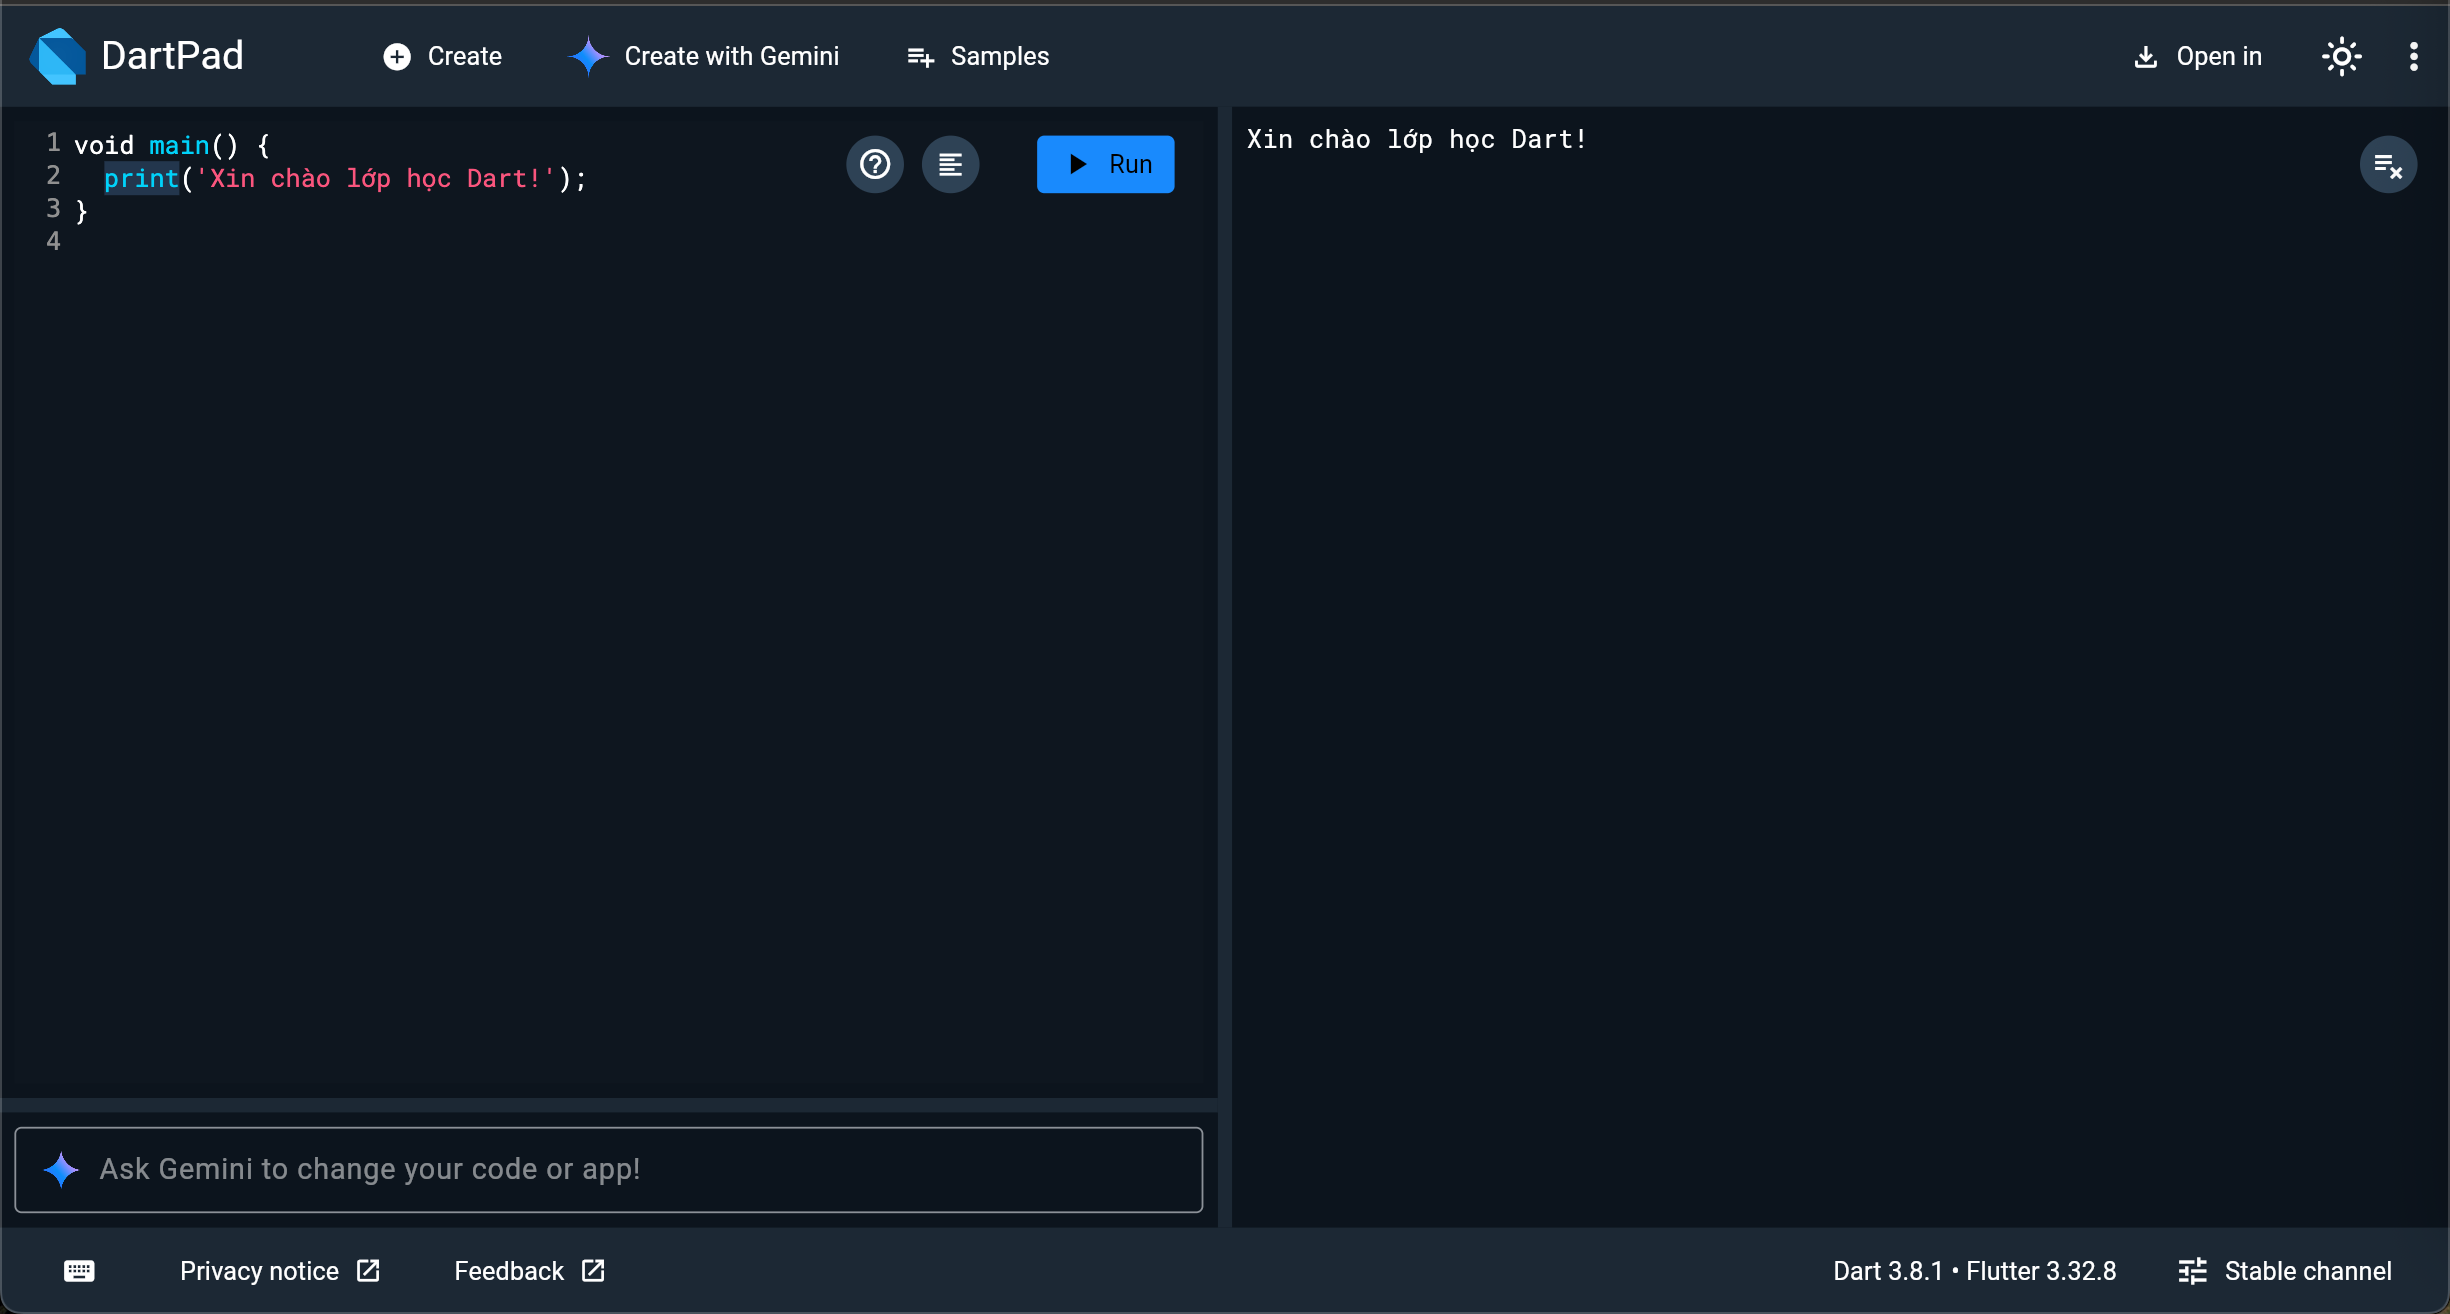 DartPad
Create
Create with Gemini
Samples
Open in
1 void main() {
2   print('Xin chào lớp học Dart!');
3 }
4
Run
Xin chào lớp học Dart!
Ask Gemini to change your code or app!
Privacy notice
Feedback
Dart 3.8.1 • Flutter 3.32.8
Stable channel